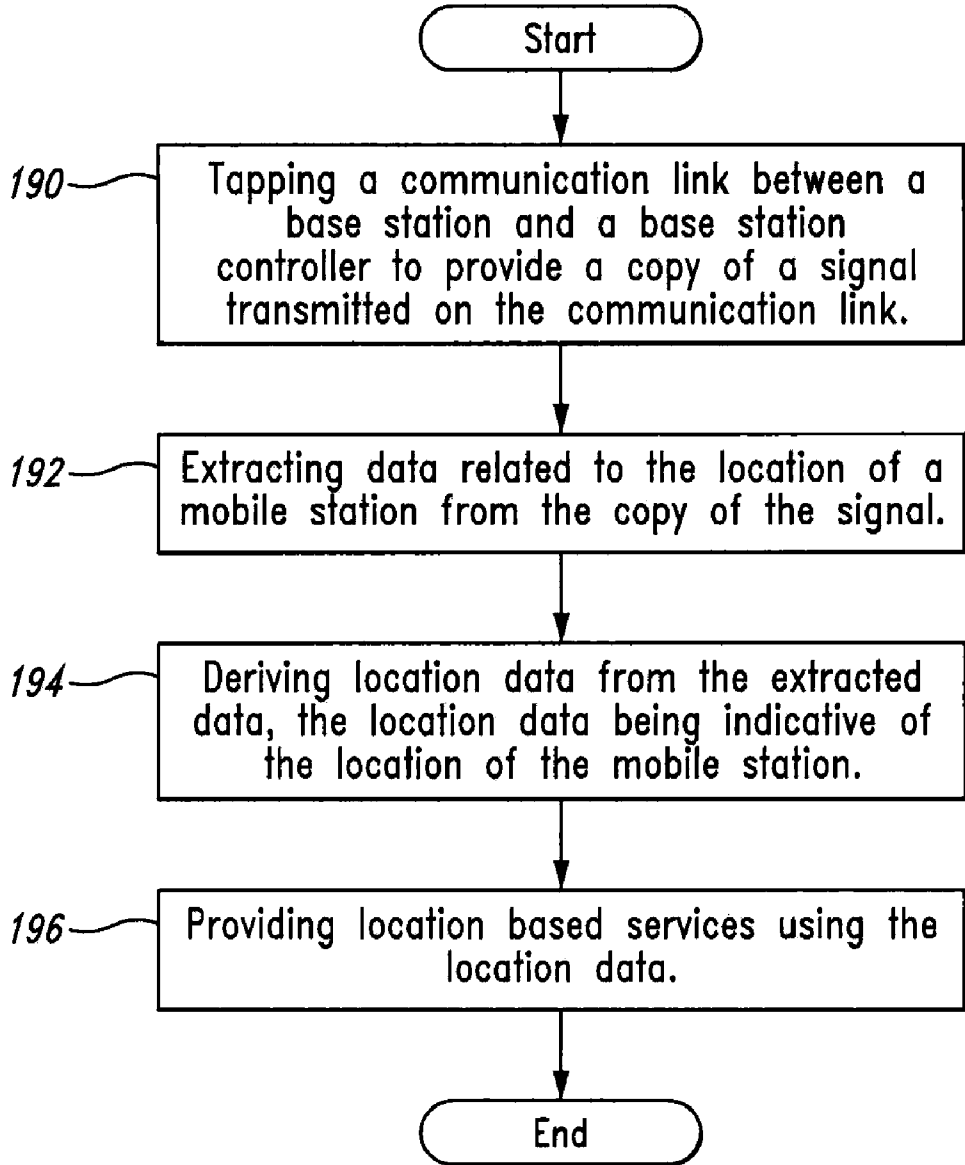 Start
190
Tapping a communication link between a
base station and a base station
controller to provide a copy of a signal
transmitted on the communication link.
192
Extracting data related to the location of a
mobile station from the copy of the signal.
194
Deriving location data from the extracted
data, the location data being indicative of
the location of the mobile station.
196
Providing location based services using the
location data.
End